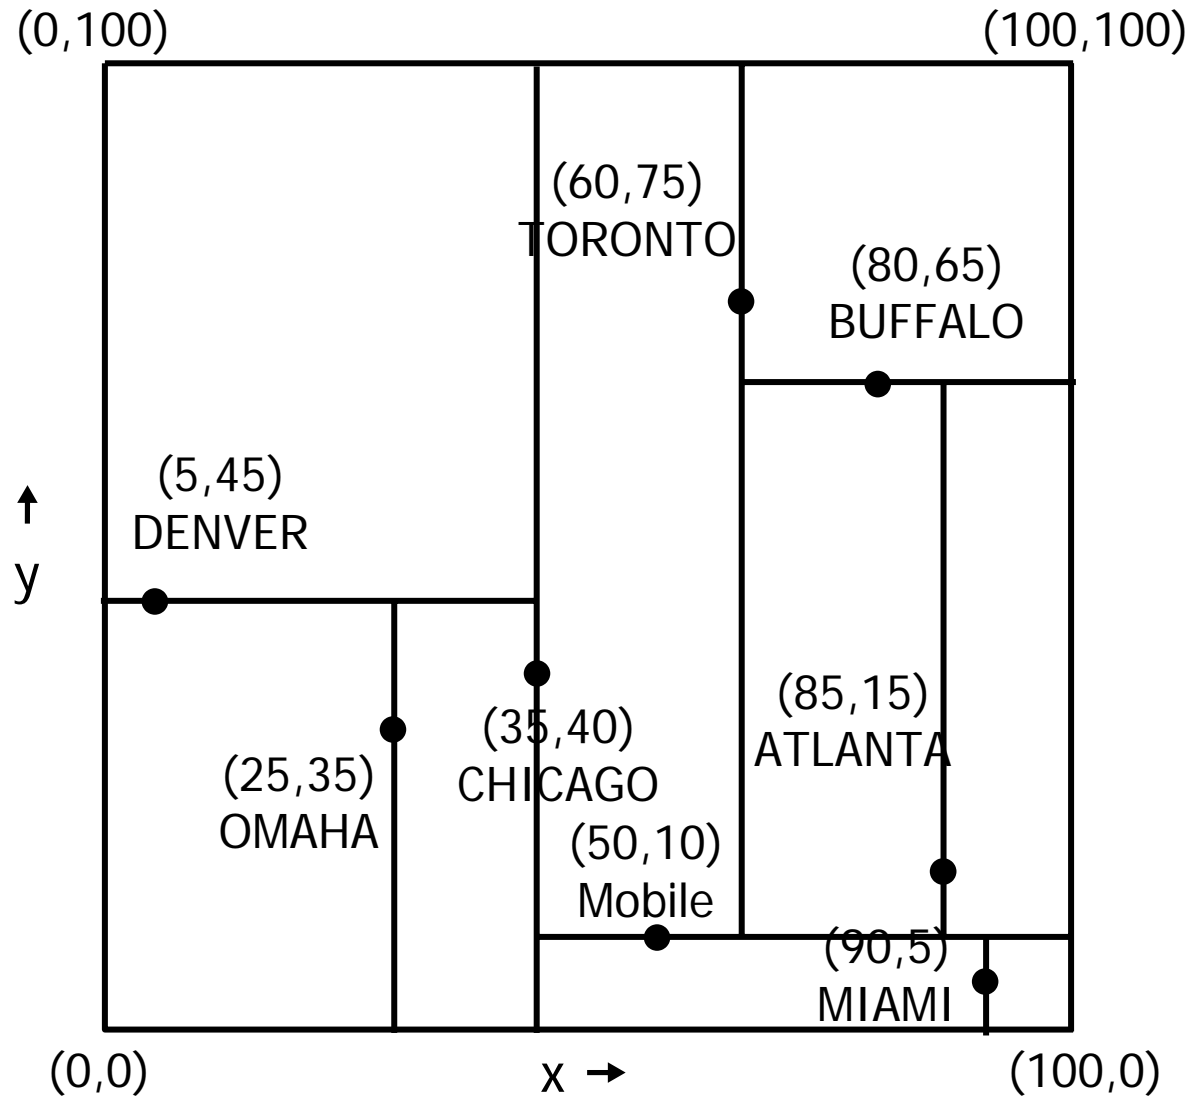 (0,100)
(100,100)
(60,75)
TORONTO
(80,65)
BUFFALO
(5,45)
DENVER
y
(85,15)
ATLANTA
(35,40)
CHICAGO
(25,35)
OMAHA
(50,10)
Mobile
(90,5)
MIAMI
(0,0)
x →
(100,0)